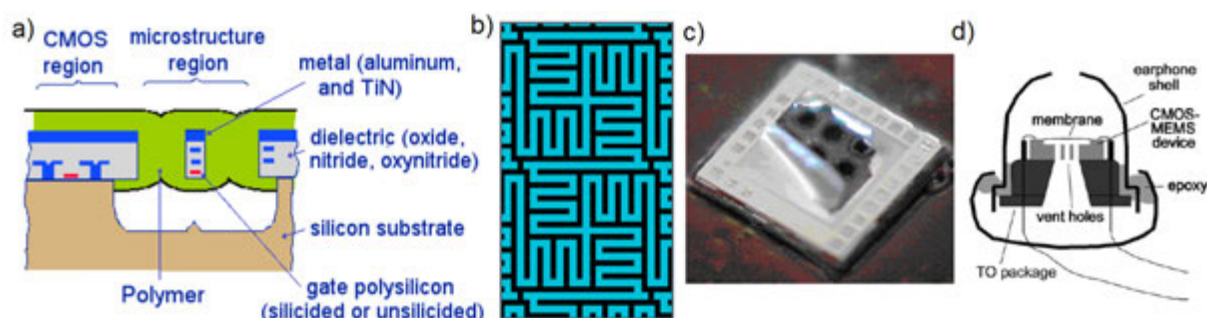 a)
CMOS
region
microstructure
region
metal (aluminum,
and TiN)
dielectric (oxide,
nitride, oxynitride)
silicon substrate
Polymer
gate polysilicon
(silicided or unsilicided)
b)
c)
d)
earphone
shell
membrane
CMOS-
MEMS
device
epoxy
vent holes
TO package